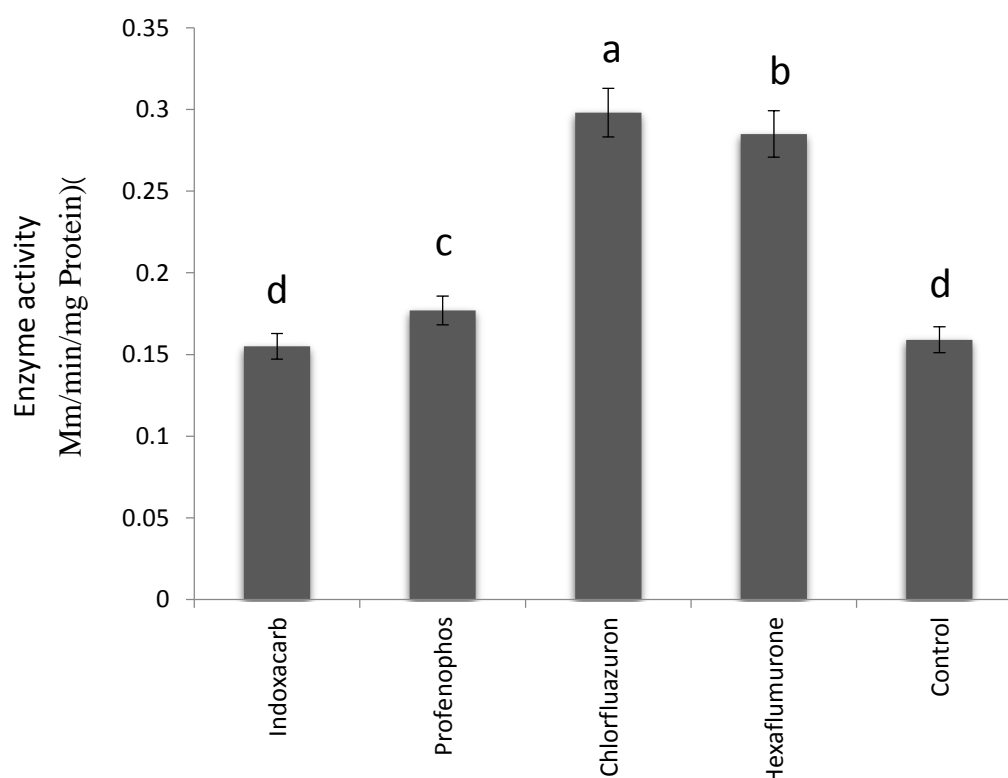 Enzyme activity
Mm/min/mg Protein)(
0.35
0.3
0.25
0.2
0.15
0.1
0.05
0
d
c
a
b
d
Indoxacarb
Profenophos
Chlorfluazuron
Hexaflumurone
Control